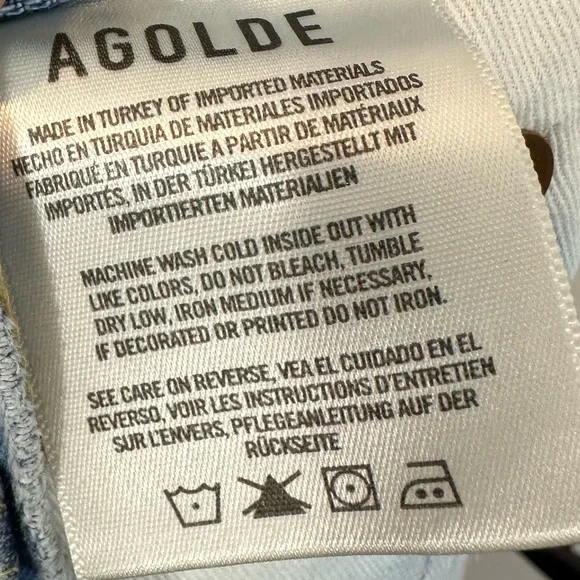 AGOLDE
MADE IN TURKEY OF IMPORTED MATERIALS
HECHO EN TURQUIA DE MATERIALES IMPORTADOS
FABRIQUÉ EN TURQUIE A PARTIR DE MATÉRIAUX
IMPORTÉS, IN DER TÜRKEI HERGESTELLT MIT
IMPORTIERTEN MATERIALIEN
MACHINE WASH COLD INSIDE OUT WITH
LIKE COLORS, DO NOT BLEACH, TUMBLE
DRY LOW, IRON MEDIUM IF NECESSARY,
IF DECORATED OR PRINTED DO NOT IRON.
SEE CARE ON REVERSE, VEA EL CUIDADO EN EL
REVERSO, VOIR LES INSTRUCTIONS D'ENTRETIEN
SUR L'ENVERS, PFLEGEANLEITUNG AUF DER
RÜCKSEITE